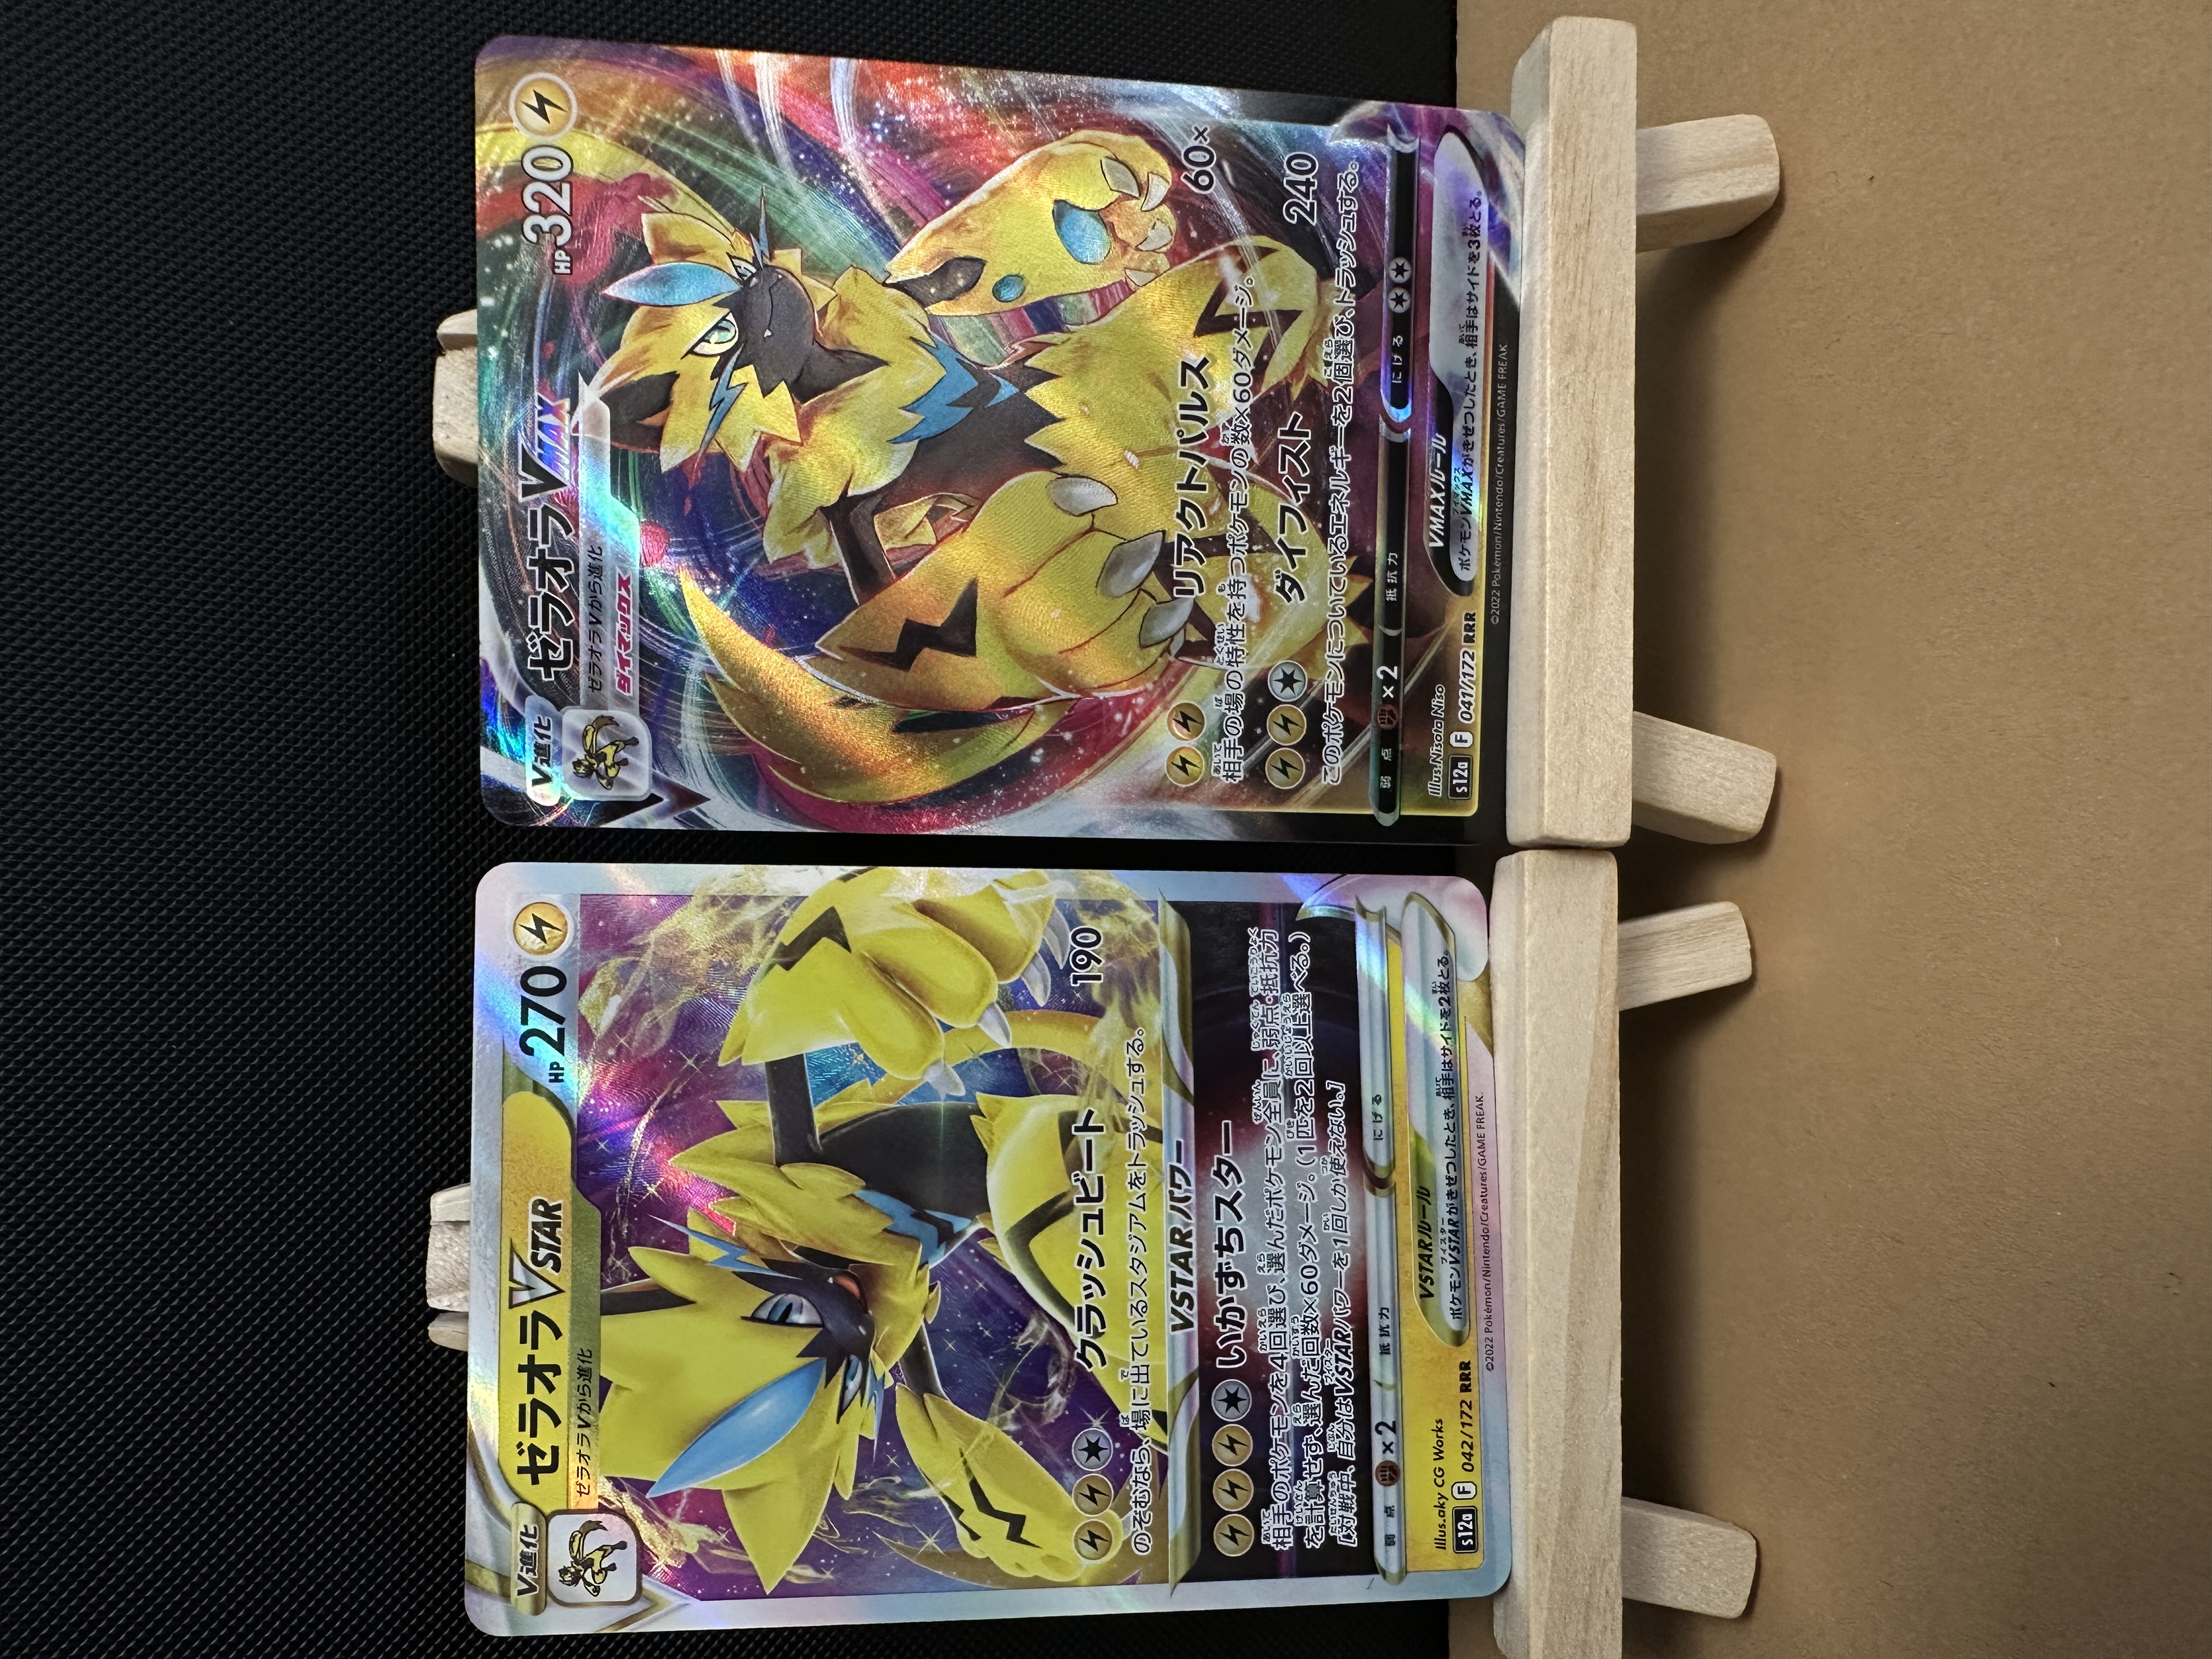 V進化
ゼラオラVSTAR
HP270
ゼラオラVから進化
クラッシュビート 190
のぞむなら、場に出ているスタジアムをトラッシュする。
VSTARパワー
いかずちスター
相手のポケモンを4回選び、選んだポケモン全員に、弱点・抵抗力
を計算せず、選んだ回数×60ダメージ。(1匹を2回以上選べる。)
[対戦中、自分はVSTARパワーを1回しか使えない。]
弱点 ×2 抵抗力 にげる
Illus.aky CG Works
VSTARルール
ポケモンVSTARがきぜつしたとき、相手はサイドを2枚とる。
s12a F 042/172 RRR
©2022 Pokémon/Nintendo/Creatures/GAME FREAK.
V進化
ゼラオラVMAX
HP320
ゼラオラVから進化
ダイマックス
リアクトパルス 60×
相手の場の特性を持つポケモンの数×60ダメージ。
ダイフィスト 240
このポケモンについているエネルギーを2個選び、トラッシュする。
弱点 ×2 抵抗力 にげる
Illus.Nisota Niso
VMAXルール
ポケモンVMAXがきぜつしたとき、相手はサイドを3枚とる。
s12a F 041/172 RRR
©2022 Pokémon/Nintendo/Creatures/GAME FREAK.